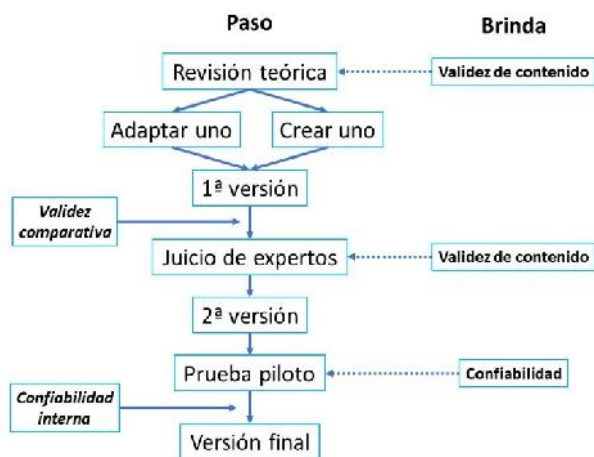 Paso
Brinda
Revisión teórica
Validez de contenido
Adaptar uno
Crear uno
1ª versión
Validez
comparativa
Juicio de expertos
Validez de contenido
2ª versión
Prueba piloto
Confiabilidad
Confiabilidad
interna
Versión final